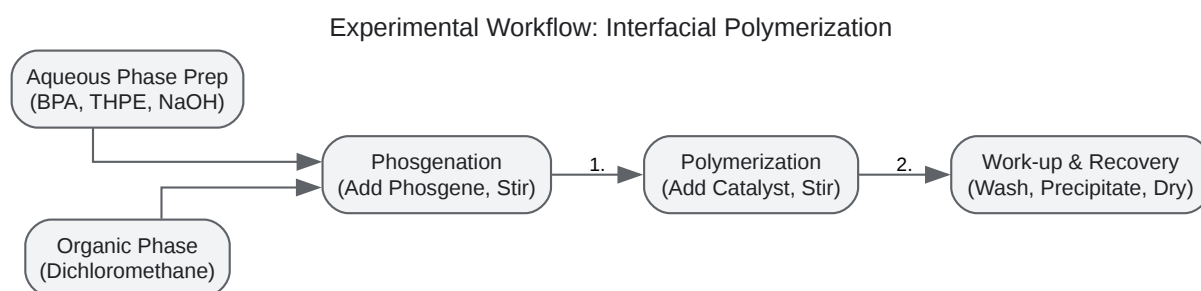 Experimental Workflow: Interfacial Polymerization
Aqueous Phase Prep
(BPA, THPE, NaOH)
Organic Phase
(Dichloromethane)
Phosgenation
(Add Phosgene, Stir)
1.
Polymerization
(Add Catalyst, Stir)
2.
Work-up & Recovery
(Wash, Precipitate, Dry)